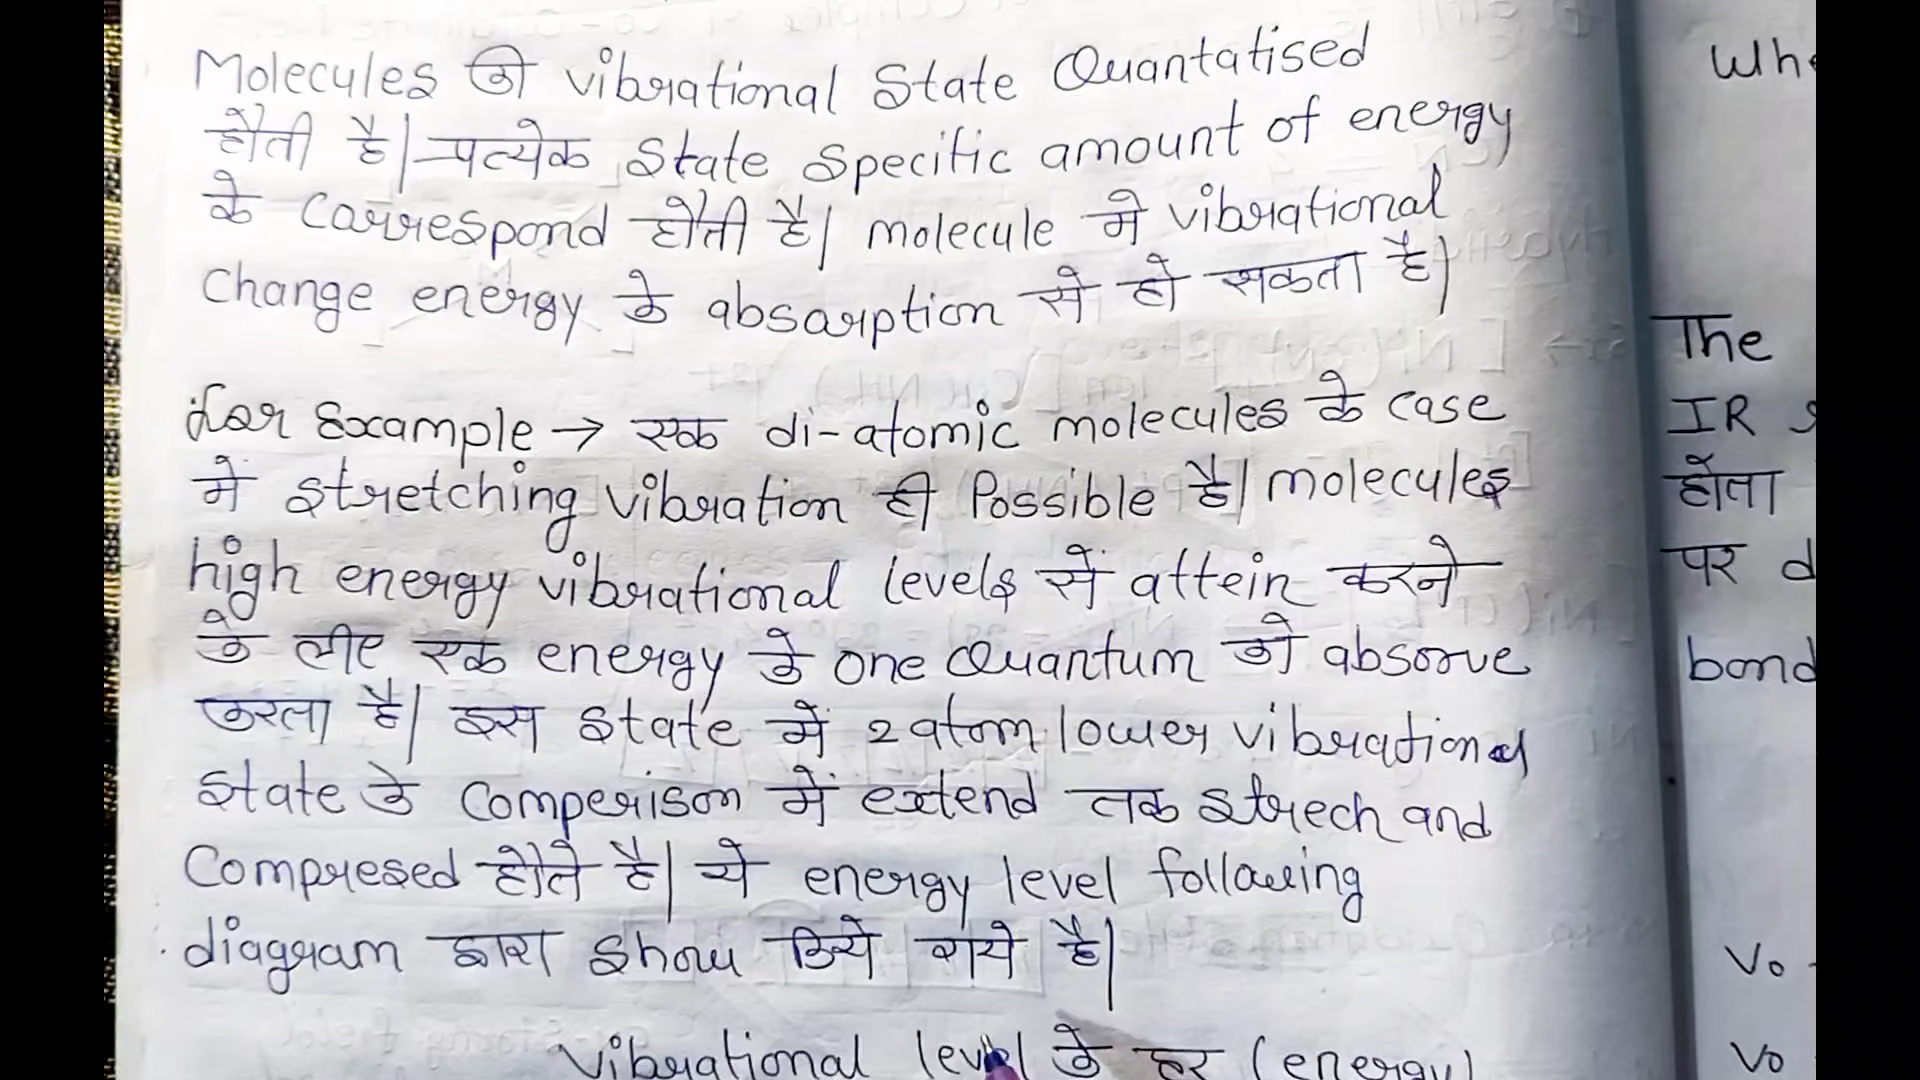 Molecules की vibrational State Quantatised
होती है। प्रत्येक State Specific amount of energy
के Correspond होती है। molecule मे vibrational
Change energy के absorption से हो सकता है।
For Example → एक di-atomic molecules के case
मे stretching vibration ही Possible है। molecules
high energy vibrational levels से attein करने
के लीए एक energy के one Quantum को absorve
करता है। इस state में 2 atom lower vibrational
state के Comperison में extend तक strech and
Compresed होते है। ये energy level following
diagram द्वारा show किये गये है।
vibrational level के हर (energy)
The
IR
होता
पर d
bond
Vo
Vo